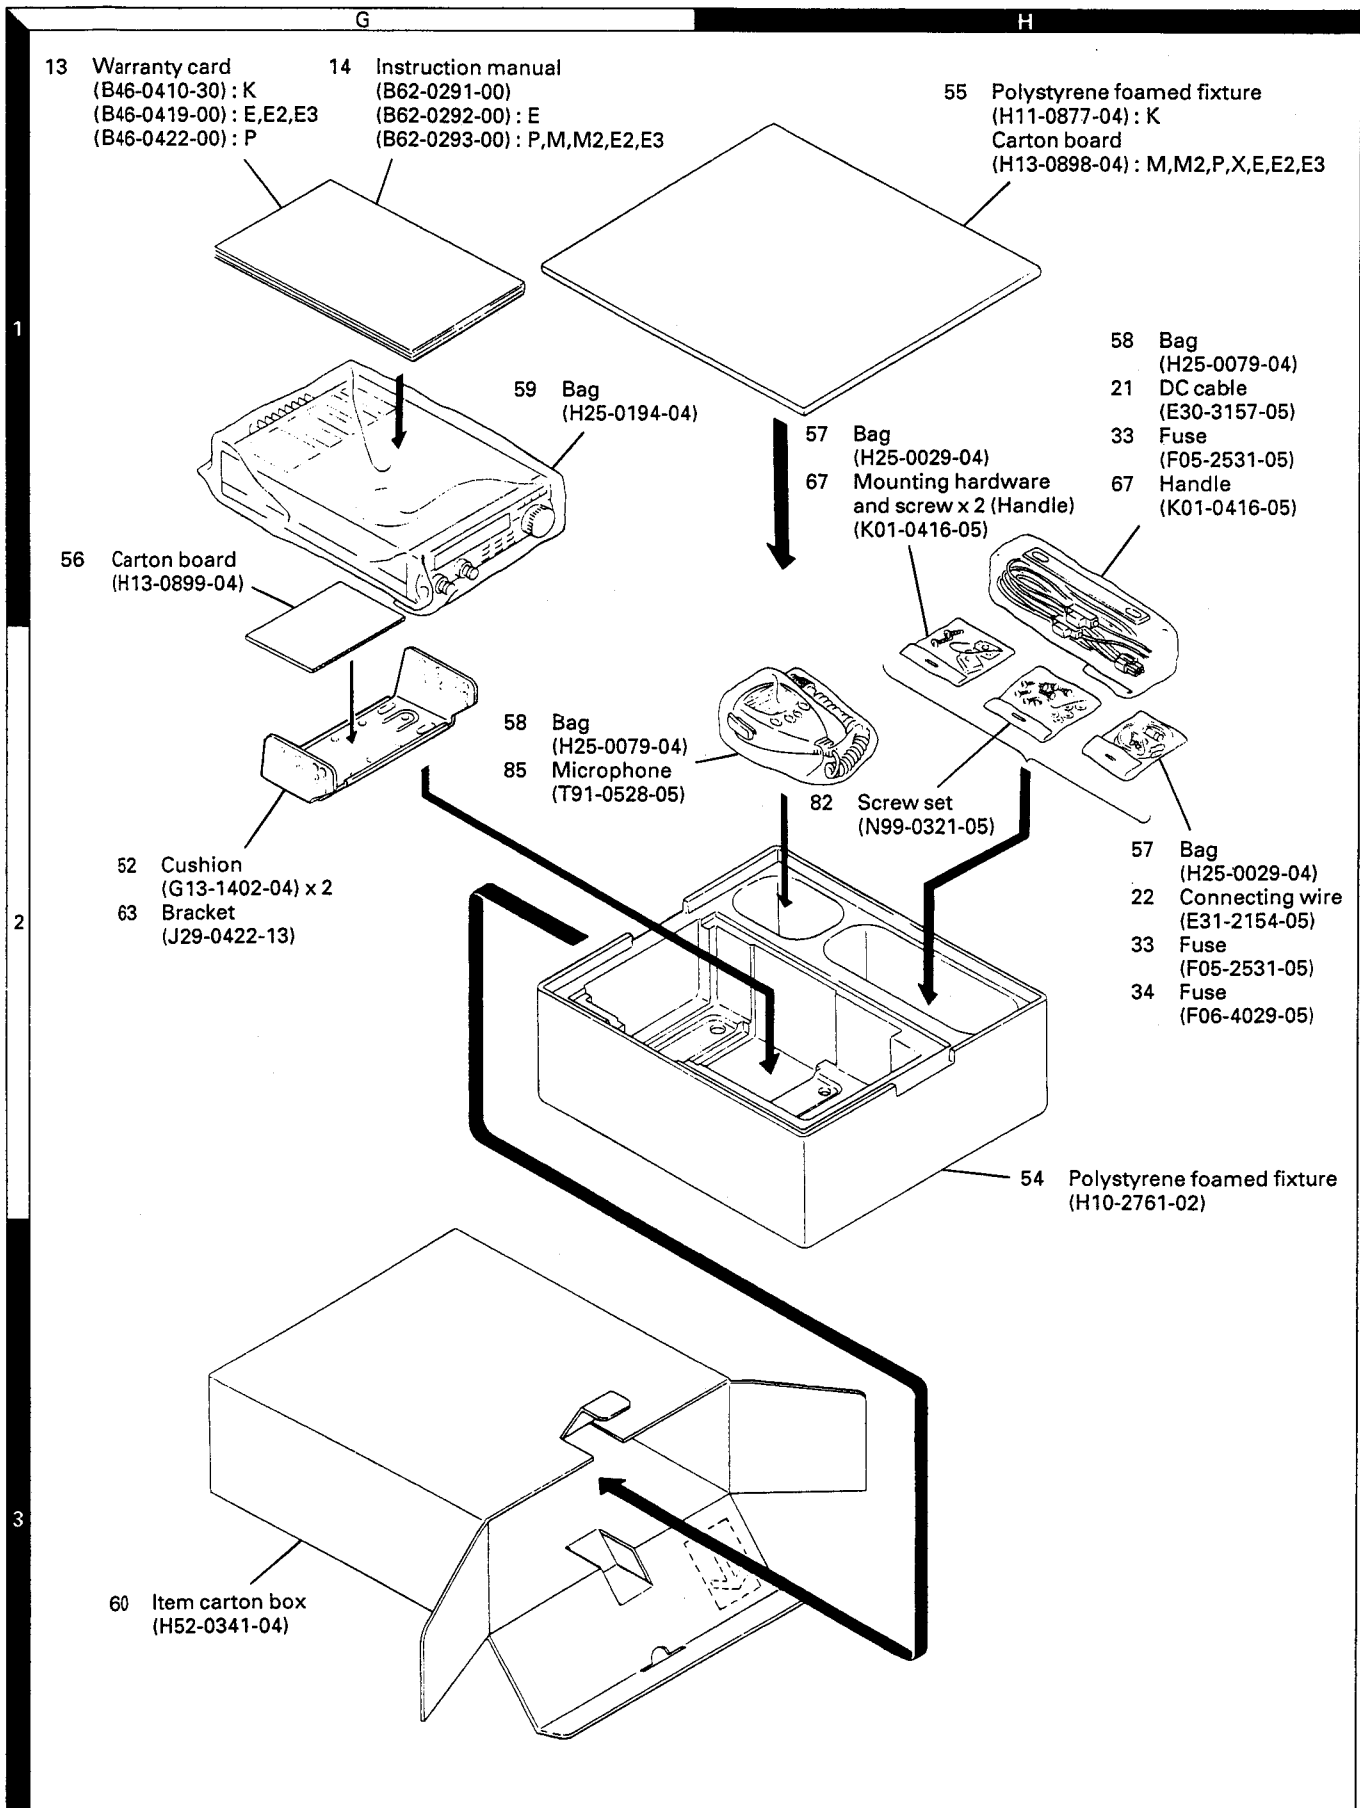 G
H
13 Warranty card
(B46-0410-30) : K
(B46-0419-00) : E,E2,E3
(B46-0422-00) : P
14 Instruction manual
(B62-0291-00)
(B62-0292-00) : E
(B62-0293-00) : P,M,M2,E2,E3
55 Polystyrene foamed fixture
(H11-0877-04) : K
Carton board
(H13-0898-04) : M,M2,P,X,E,E2,E3
1
59 Bag
(H25-0194-04)
57 Bag
(H25-0029-04)
67 Mounting hardware
and screw x 2 (Handle)
(K01-0416-05)
58 Bag
(H25-0079-04)
21 DC cable
(E30-3157-05)
33 Fuse
(F05-2531-05)
67 Handle
(K01-0416-05)
56 Carton board
(H13-0899-04)
58 Bag
(H25-0079-04)
85 Microphone
(T91-0528-05)
82 Screw set
(N99-0321-05)
2
52 Cushion
(G13-1402-04) x 2
63 Bracket
(J29-0422-13)
57 Bag
(H25-0029-04)
22 Connecting wire
(E31-2154-05)
33 Fuse
(F05-2531-05)
34 Fuse
(F06-4029-05)
54 Polystyrene foamed fixture
(H10-2761-02)
3
60 Item carton box
(H52-0341-04)